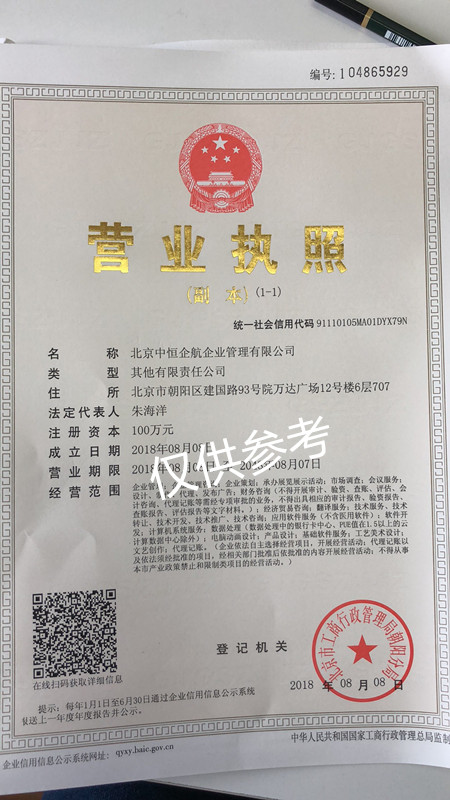 编号:104865929
营业执照
(副 本)(1-1)
统一社会信用代码 91110105MA01DYX79N
名 称 北京中恒企航企业管理有限公司
类 型 其他有限责任公司
住 所 北京市朝阳区建国路93号院万达广场12号楼6层707
法定代表人 朱海洋
注册资本 100万元
成立日期 2018年08月08日
营业期限 2018年08月08日 2048年08月07日
经营范围 企业管理 企业策划;承办展览展示活动;市场调查;会议服务;
设计、 代理、发布广告;财务咨询(不得开展审计、验资、查账、评估、会
计咨询、代理记账等需经专项审批的业务,不得出具相应的审计报告、验资报告、
查账报告、评估报告等文字材料。);经济贸易咨询;翻译服务;技术服务、技术
转让、技术开发、技术推广、技术咨询;应用软件服务(不含医用软件);软件开
发;计算机系统服务;数据处理(数据处理中的银行卡中心、PUE值在1.5以上的云
计算数据中心除外);电脑动画设计;产品设计;基础软件服务;工艺美术设计;
文艺创作;代理记账。(企业依法自主选择经营项目,开展经营活动;代理记账以
及依法须经批准的项目,经相关部门批准后依批准的内容开展经营活动;不得从事
本市产业政策禁止和限制类项目的经营活动。)
仅供参考
在线扫码获取详细信息
登记机关
北京市工商行政管理局朝阳分局
2018 年 08 月 08 日
提示:每年1月1日至6月30日通过企业信用信息公示系统
报送上一年度年度报告并公示。
企业信用信息公示系统网址: qyxy.baic.gov.cn
中华人民共和国国家工商行政管理总局监制